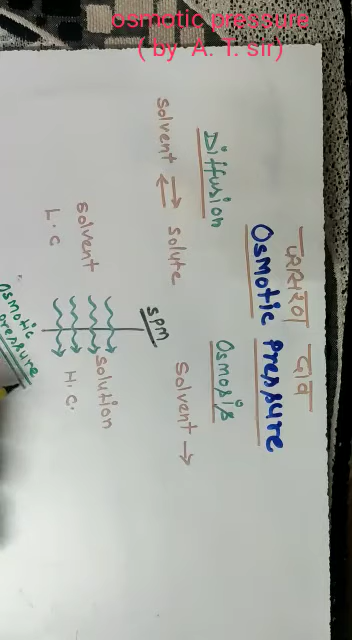 osmotic pressure
( by A. T. sir)
परासरण दाब
Osmotic Pressure
Diffusion
Osmosis
solvent ⇌ solute
Solvent →
SPM
solvent
solution
L.C
H.C.
osmotic
pressure